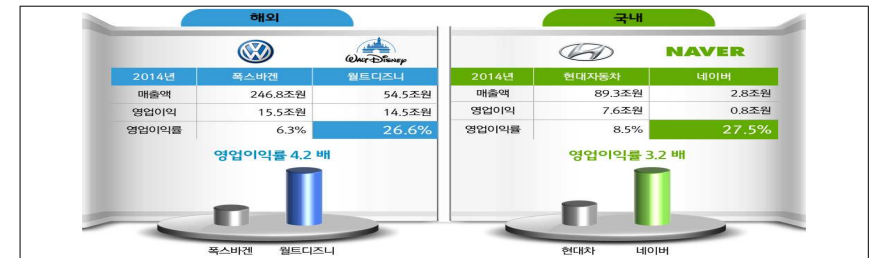 해외
국내
WALT DISNEY
NAVER
2014년 폭스바겐 월트디즈니
매출액 246.8조원 54.5조원
영업이익 15.5조원 14.5조원
영업이익률 6.3% 26.6%
영업이익률 4.2 배
폭스바겐 월트디즈니
2014년 현대자동차 네이버
매출액 89.3조원 2.8조원
영업이익 7.6조원 0.8조원
영업이익률 8.5% 27.5%
영업이익률 3.2 배
현대차 네이버